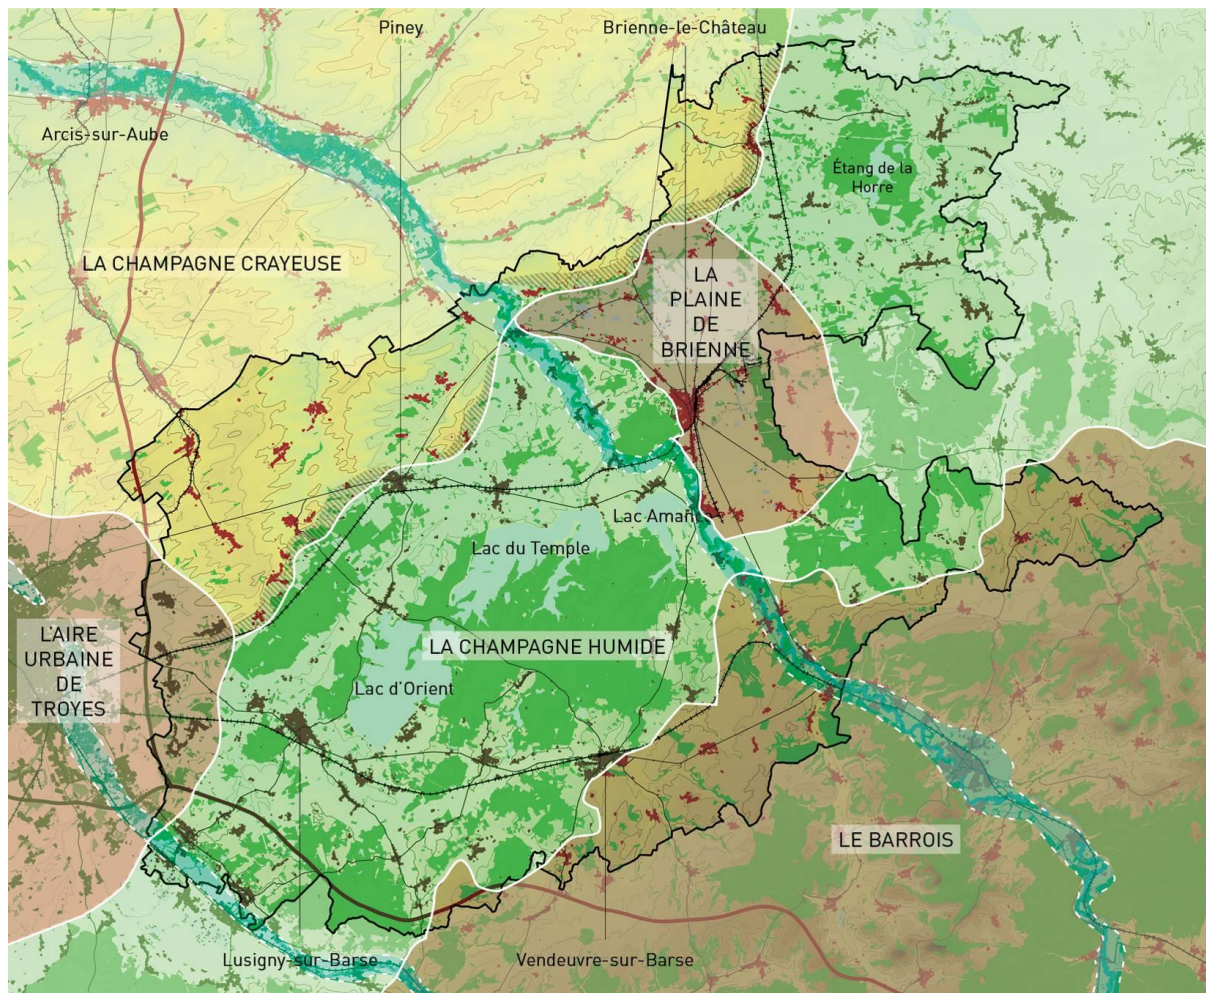 Piney
Brienne-le-Château
Arcis-sur-Aube
Étang de la
Horre
LA CHAMPAGNE CRAYEUSE
LA
PLAINE
DE
BRIENNE
Lac Amance
Lac du Temple
L'AIRE
URBAINE
DE
TROYES
LA CHAMPAGNE HUMIDE
Lac d'Orient
LE BARROIS
Lusigny-sur-Barse
Vendeuvre-sur-Barse